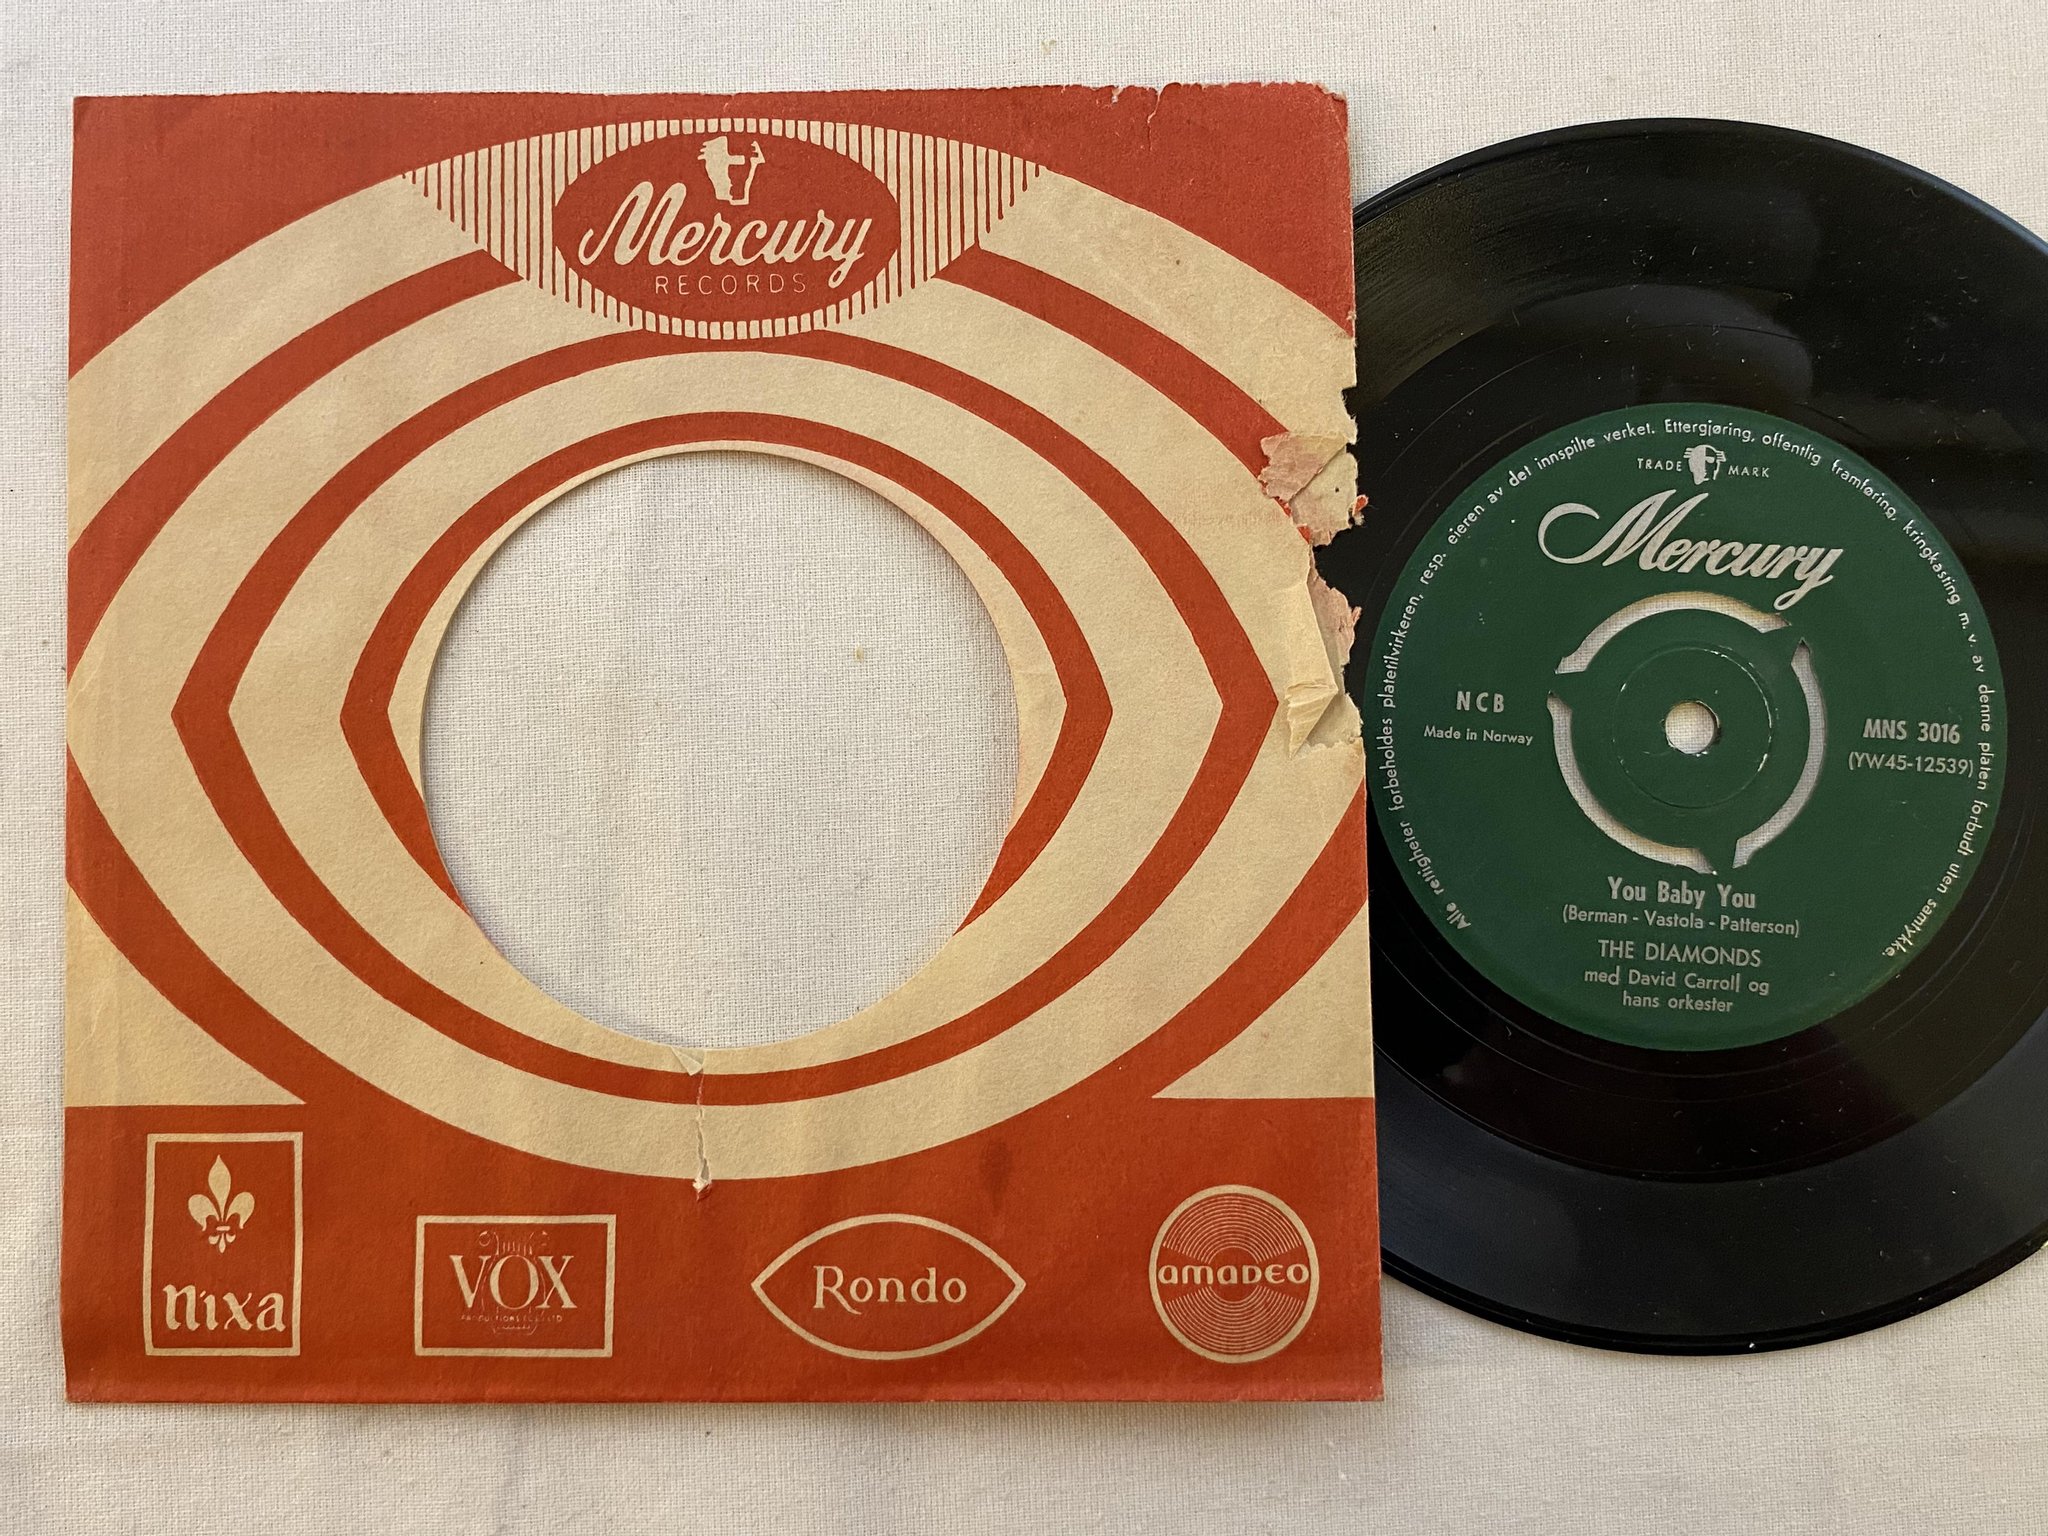 Mercury
RECORDS
nixa
VOX
Rondo
AMADEO
Alle rettigheter forbeholdes platetilvirkeren, resp. eieren av det innspilte verket. Ettergjøring, offentlig framføring, kringkasting m. v. av denne platen forbudt uten samtykke.
TRADE MARK
Mercury
NCB
Made in Norway
MNS 3016
(YW45-12539)
You Baby You
(Berman - Vastola - Patterson)
THE DIAMONDS
med David Carroll og
hans orkester